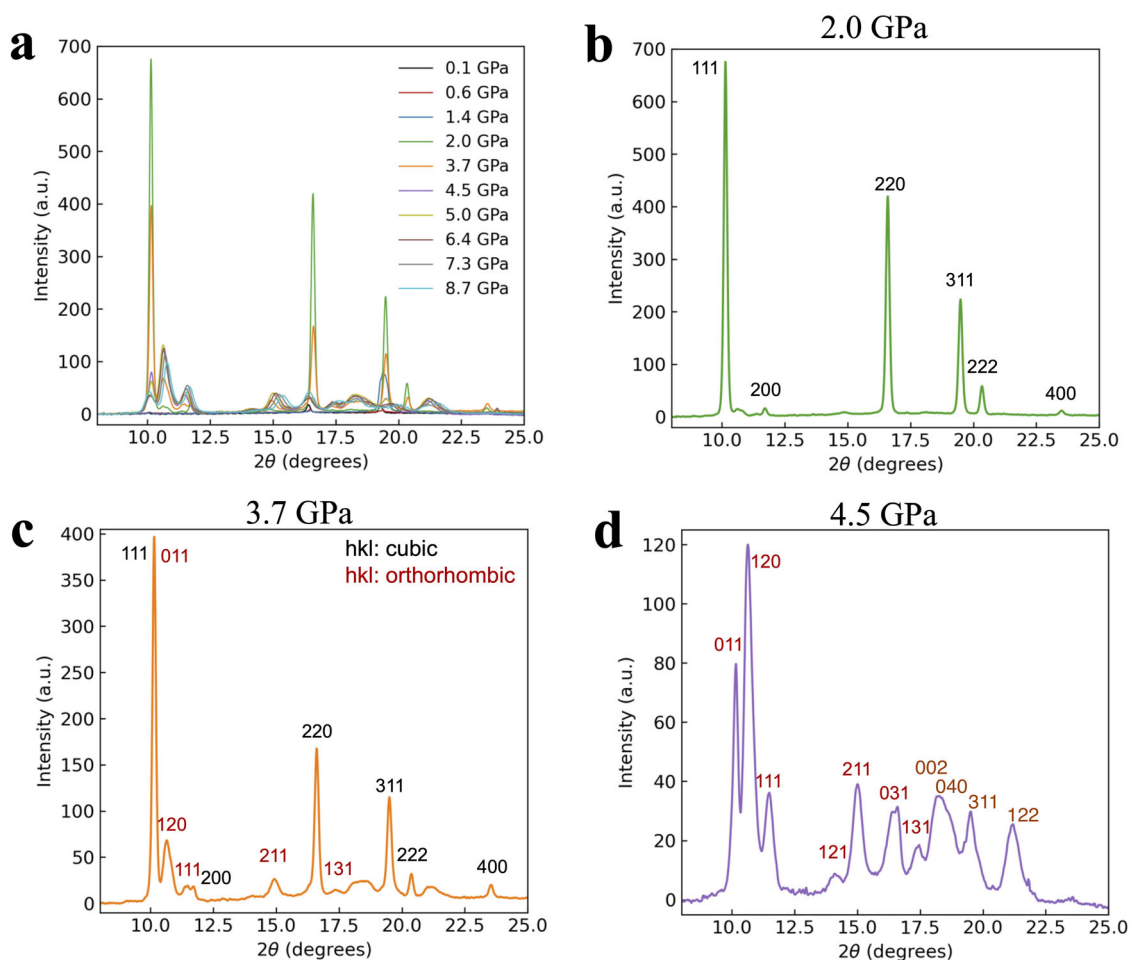 a
700
600
500
400
300
200
100
0
Intensity (a.u.)
10.0 12.5 15.0 17.5 20.0 22.5 25.0
2θ (degrees)
0.1 GPa
0.6 GPa
1.4 GPa
2.0 GPa
3.7 GPa
4.5 GPa
5.0 GPa
6.4 GPa
7.3 GPa
8.7 GPa
b
2.0 GPa
700
600
500
400
300
200
100
0
Intensity (a.u.)
111
200
220
311
222
400
10.0 12.5 15.0 17.5 20.0 22.5 25.0
2θ (degrees)
c
3.7 GPa
400
350
300
250
200
150
100
50
0
Intensity (a.u.)
111 011
hkl: cubic
hkl: orthorhombic
120
111
200
211
220
131
311
222
400
10.0 12.5 15.0 17.5 20.0 22.5 25.0
2θ (degrees)
d
4.5 GPa
120
100
80
60
40
20
0
Intensity (a.u.)
011
120
111
121
211
031
131
002
040
311
122
10.0 12.5 15.0 17.5 20.0 22.5 25.0
2θ (degrees)